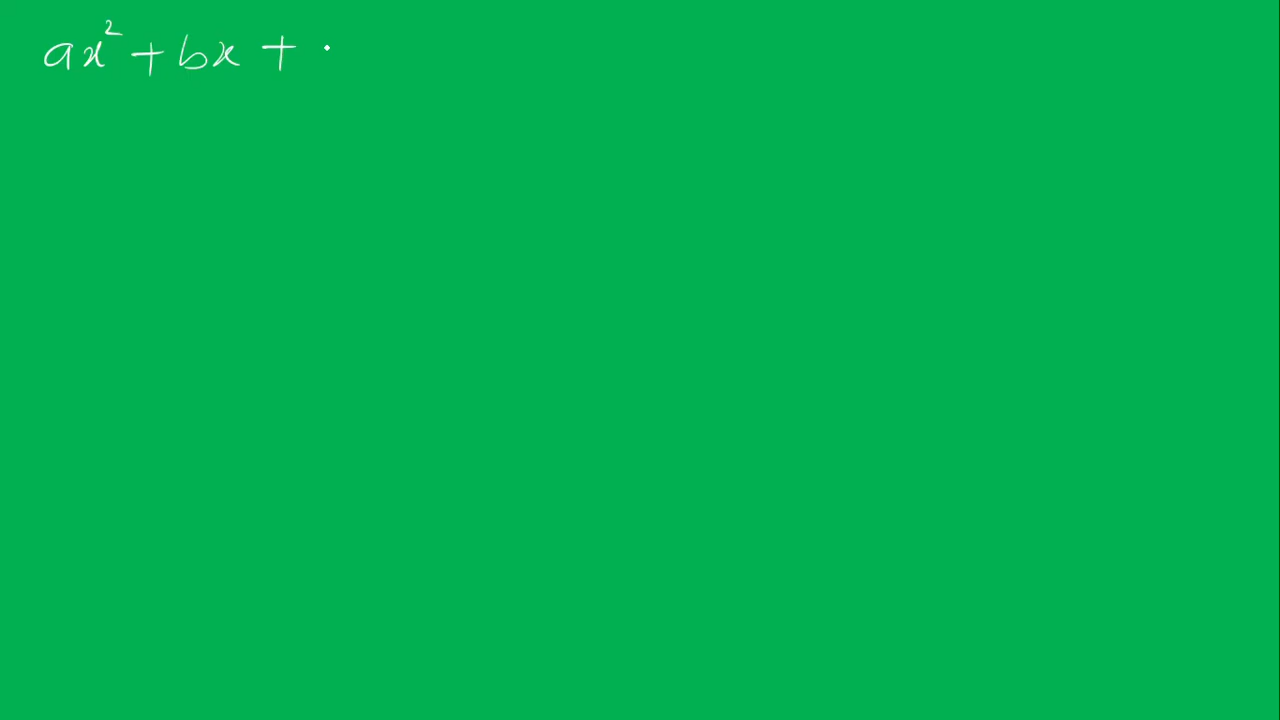 ax² + bx +